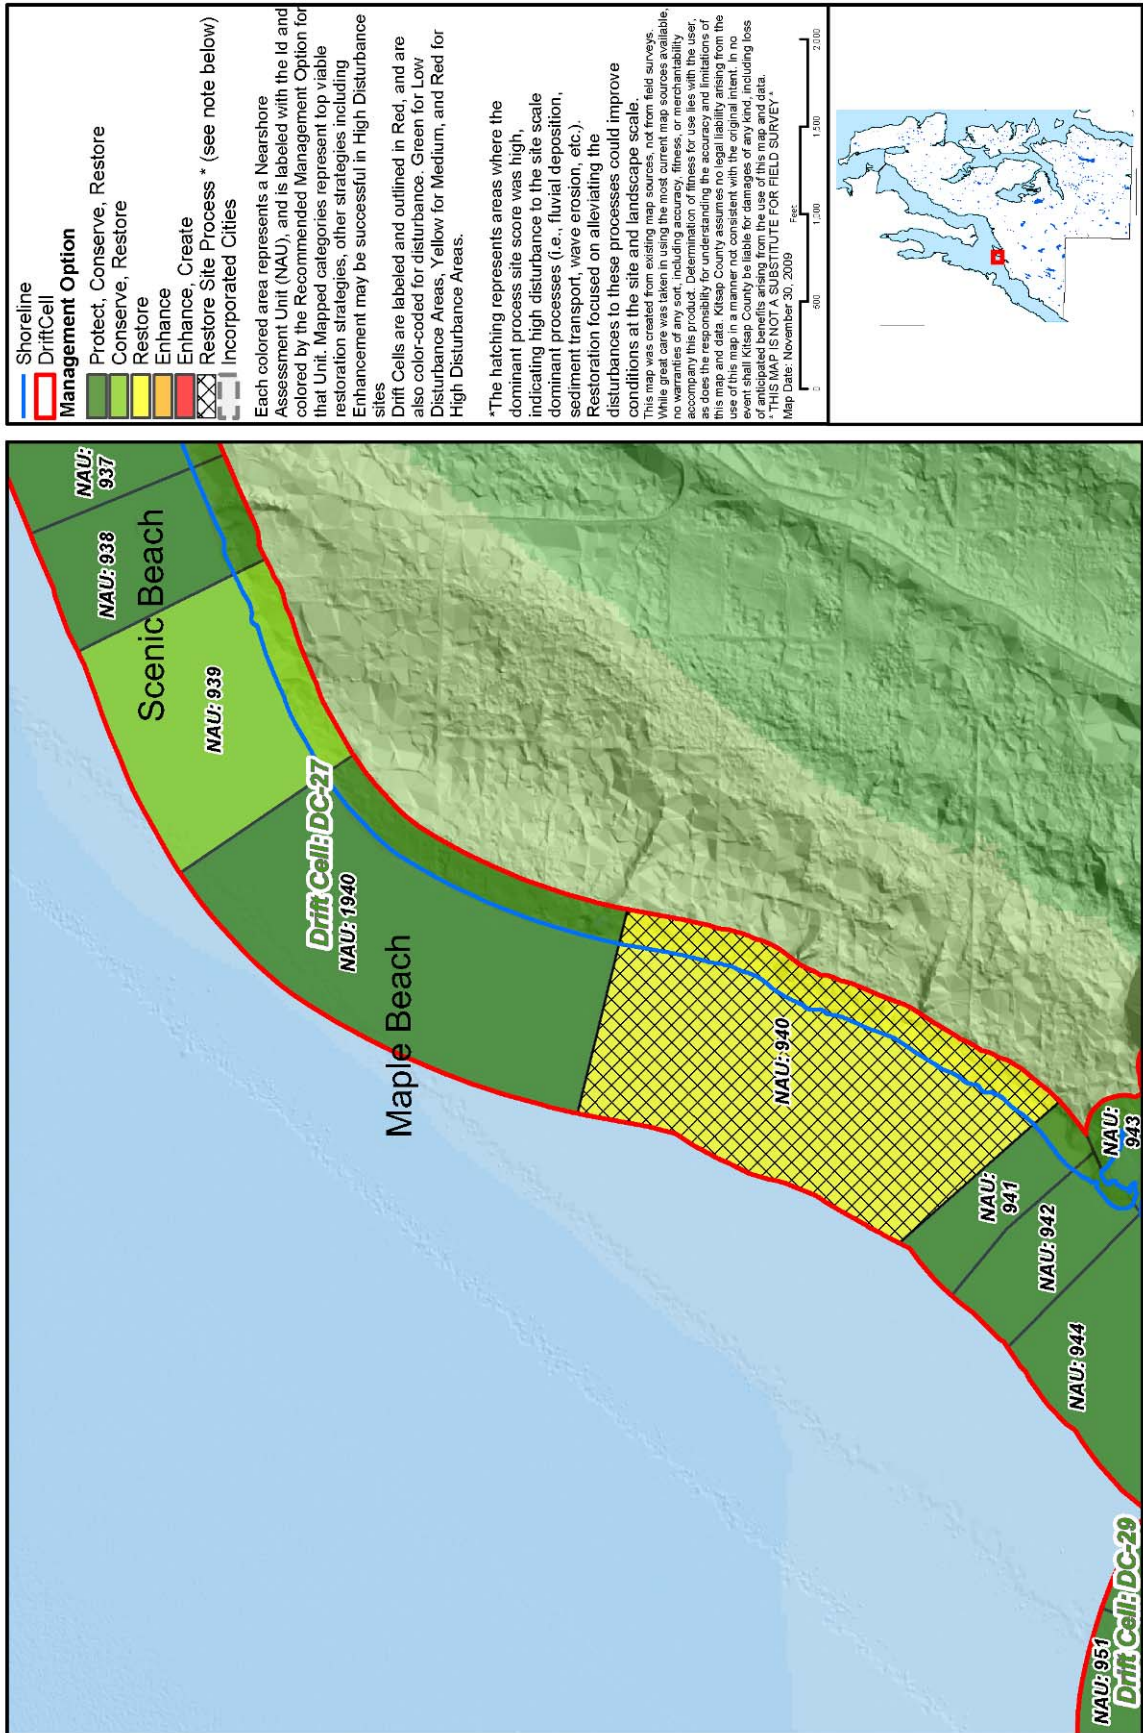 NAU: 951
Drift Cell: DC-29
NAU: 944
NAU: 942
NAU:
941
NAU:
943
NAU: 940
Maple Beach
Drift Cell: DC-27
NAU: 1940
NAU: 939
Scenic Beach
NAU: 938
NAU:
937
Shoreline
DriftCell
Management Option
Protect, Conserve, Restore
Conserve, Restore
Restore
Enhance
Enhance, Create
Restore Site Process * (see note below)
Incorporated Cities
Each colored area represents a Nearshore
Assessment Unit (NAU), and is labeled with the Id and
colored by the Recommended Management Option for
that Unit. Mapped categories represent top viable
restoration strategies, other strategies including
Enhancement may be successful in High Disturbance
sites
Drift Cells are labeled and outlined in Red, and are
also color-coded for disturbance. Green for Low
Disturbance Areas, Yellow for Medium, and Red for
High Disturbance Areas.
*The hatching represents areas where the
dominant process site score was high,
indicating high disturbance to the site scale
dominant processes (i.e., fluvial deposition,
sediment transport, wave erosion, etc.).
Restoration focused on alleviating the
disturbances to these processes could improve
conditions at the site and landscape scale.
This map was created from existing map sources, not from field surveys.
While great care was taken in using the most current map sources available,
no warranties of any sort, including accuracy, fitness, or merchantability
accompany this product. Determination of fitness for use lies with the user,
as does the responsiblity for understanding the accuracy and limitations of
this map and data. Kitsap County assumes no legal liability arising from the
use of this map in a manner not consistent with the original intent. In no
event shall Kitsap County be liable for damages of any kind, including loss
of anticipated benefits arising from the use of this map and data.
* THIS MAP IS NOT A SUBSTITUTE FOR FIELD SURVEY *
Map Date: November 30, 2009
Feet
0 500 1,000 1,500 2,000